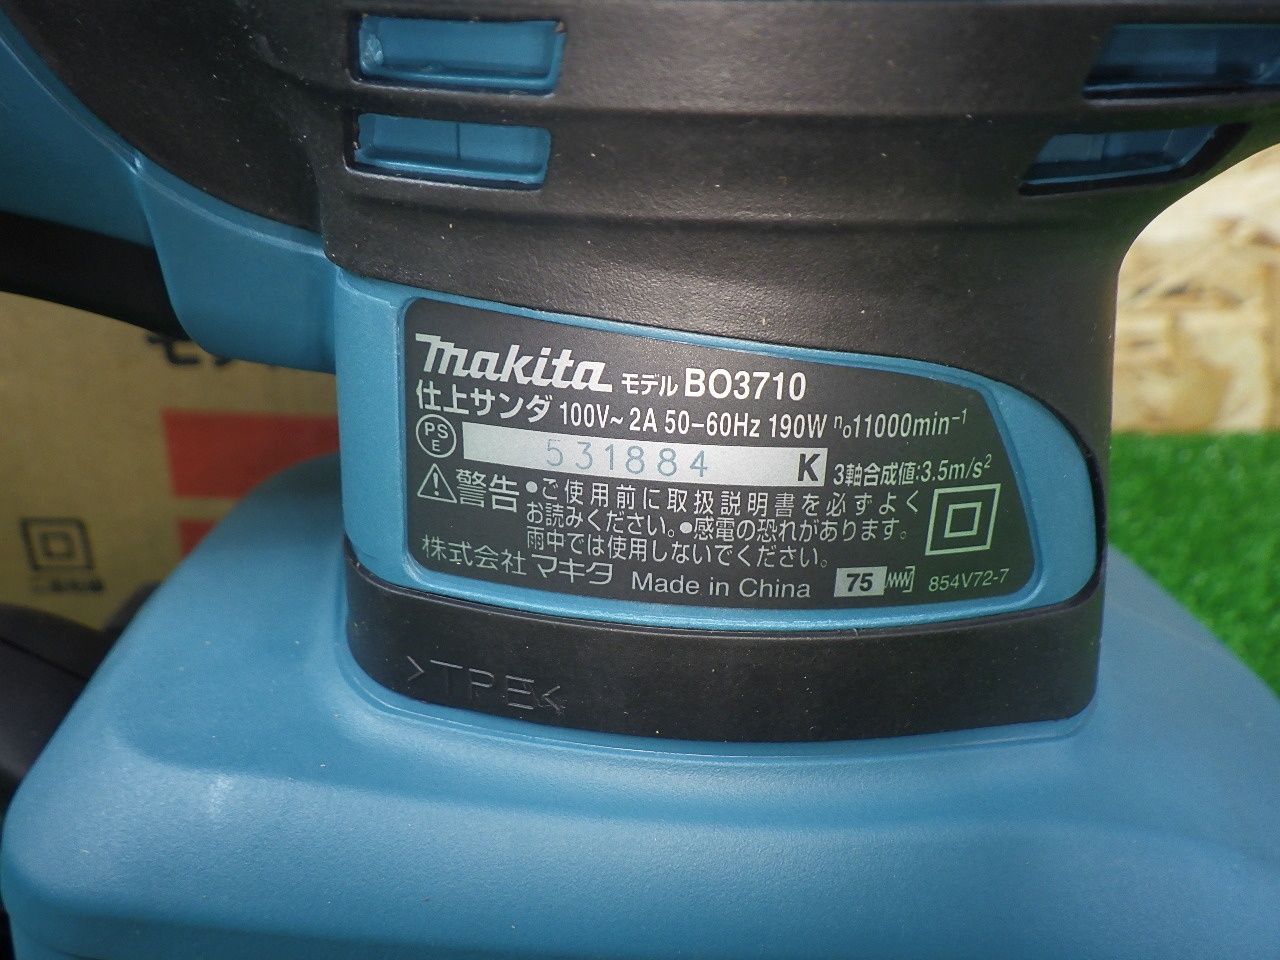 makita モデル BO3710
仕上サンダ 100V~ 2A 50-60Hz 190W n₀11000min⁻¹
PS E 531884 K 3軸合成値:3.5m/s²
警告 •ご使用前に取扱説明書を必ずよく
お読みください。•感電の恐れがあります。
雨中では使用しないでください。
株式会社 マキタ Made in China 75 854V72-7
>TPE<